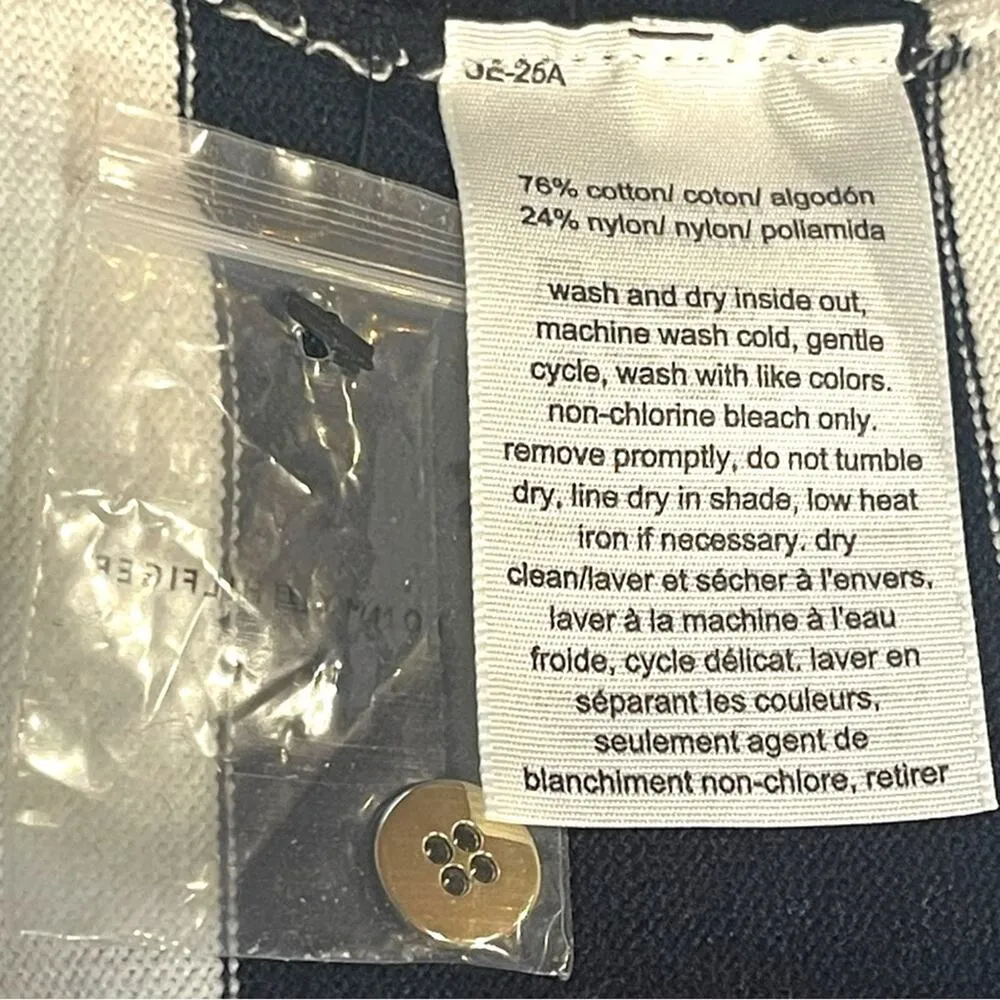 76% cotton/ coton/ algodón
24% nylon/ nylon/ poliamida
wash and dry inside out,
machine wash cold, gentle
cycle, wash with like colors.
non-chlorine bleach only.
remove promptly, do not tumble
dry, line dry in shade, low heat
iron if necessary. dry
clean/laver et sécher à l'envers,
laver à la machine à l'eau
froide, cycle délicat. laver en
séparant les couleurs,
seulement agent de
blanchiment non-chlore, retirer